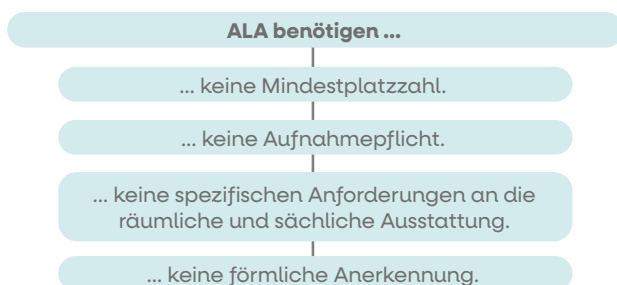 ALA benötigen ...
... keine Mindestplatzzahl.
... keine Aufnahmepflicht.
... keine spezifischen Anforderungen an die
räumliche und sächliche Ausstattung.
... keine förmliche Anerkennung.